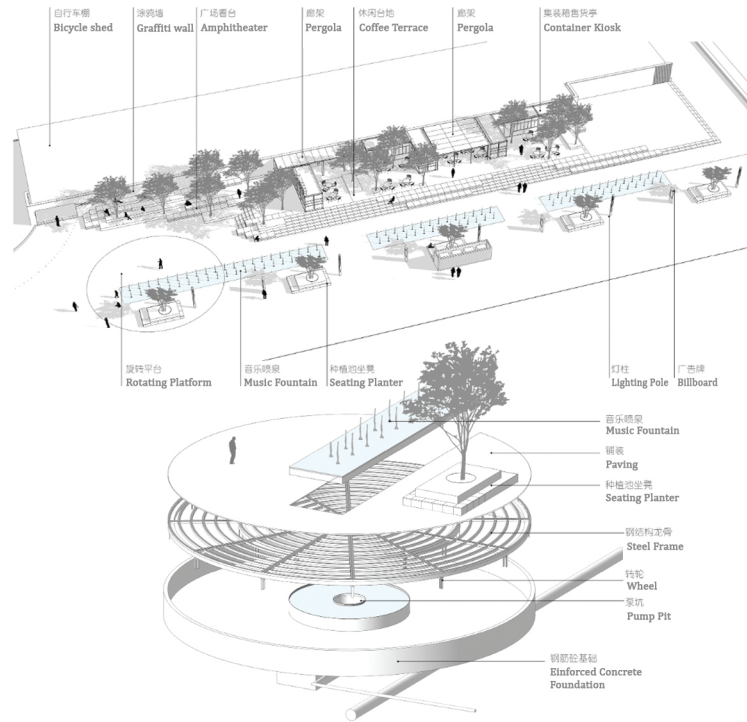 自行车棚
Bicycle shed
涂鸦墙
Graffiti wall
广场看台
Amphitheater
廊架
Pergola
休闲台地
Coffee Terrace
廊架
Pergola
集装箱售货亭
Container Kiosk
旋转平台
Rotating Platform
音乐喷泉
Music Fountain
种植池坐凳
Seating Planter
灯柱
Lighting Pole
广告牌
Billboard
音乐喷泉
Music Fountain
铺装
Paving
种植池坐凳
Seating Planter
钢结构龙骨
Steel Frame
转轮
Wheel
泵坑
Pump Pit
钢筋砼基础
Einforced Concrete
Foundation